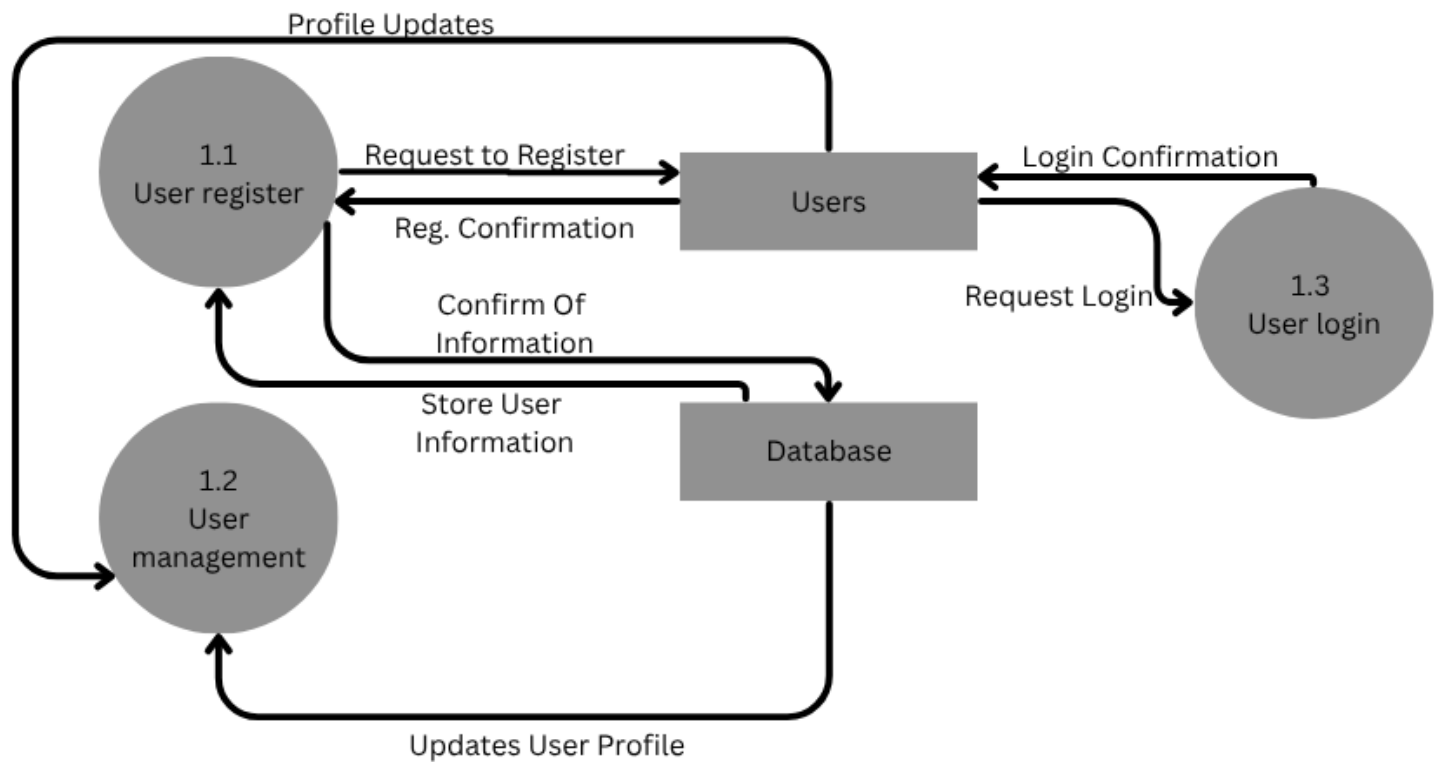 Profile Updates
1.1
User register
Request to Register
Reg. Confirmation
Users
Login Confirmation
Request Login
1.3
User login
Confirm Of
Information
Store User
Information
Database
1.2
User
management
Updates User Profile